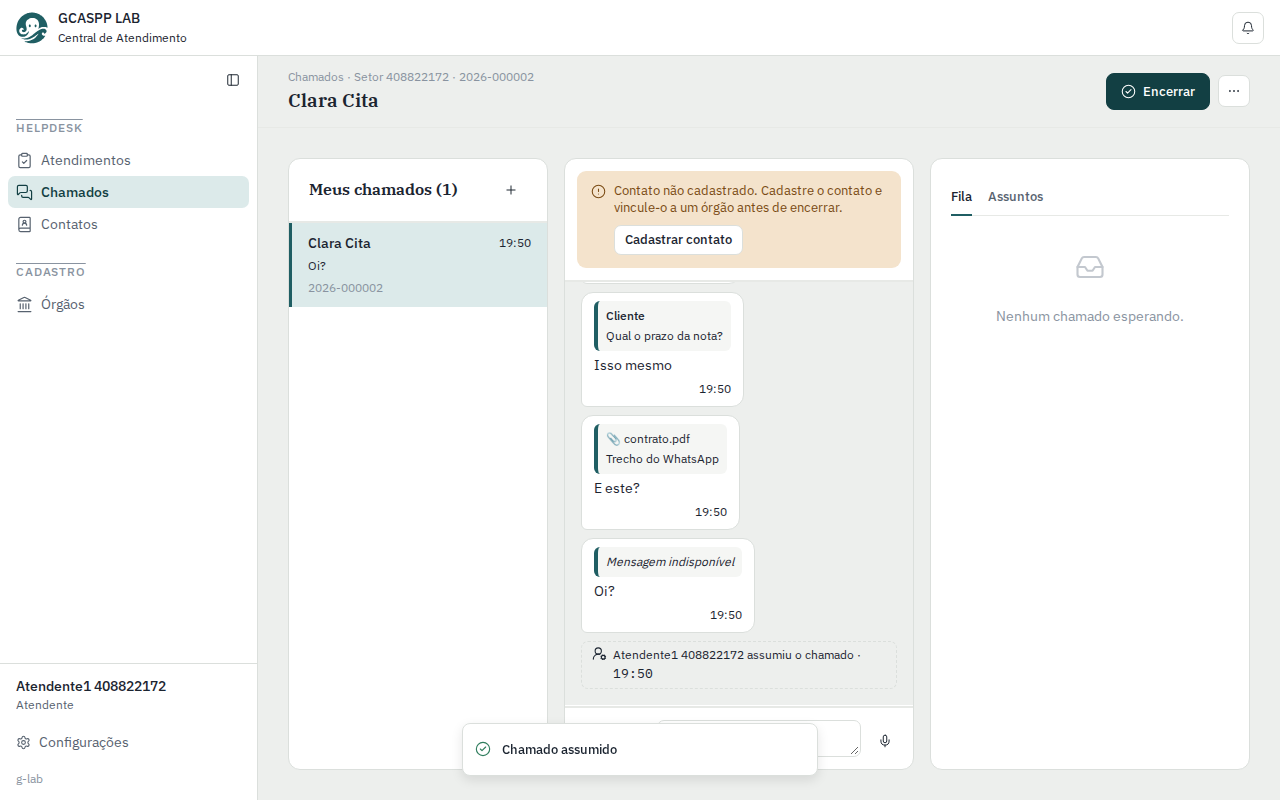 GCASPP LAB
Central de Atendimento
HELPDESK
Atendimentos
Chamados
Contatos
CADASTRO
Órgãos
Atendente1 408822172
Atendente
Configurações
g-lab
Chamados · Setor 408822172 · 2026-000002
Clara Cita
Encerrar
Meus chamados (1)
Clara Cita
19:50
Oi?
2026-000002
Contato não cadastrado. Cadastre o contato e
vincule-o a um órgão antes de encerrar.
Cadastrar contato
Cliente
Qual o prazo da nota?
Isso mesmo
19:50
📎 contrato.pdf
Trecho do WhatsApp
E este?
19:50
Mensagem indisponível
Oi?
19:50
Atendente1 408822172 assumiu o chamado ·
19:50
Chamado assumido
Fila
Assuntos
Nenhum chamado esperando.